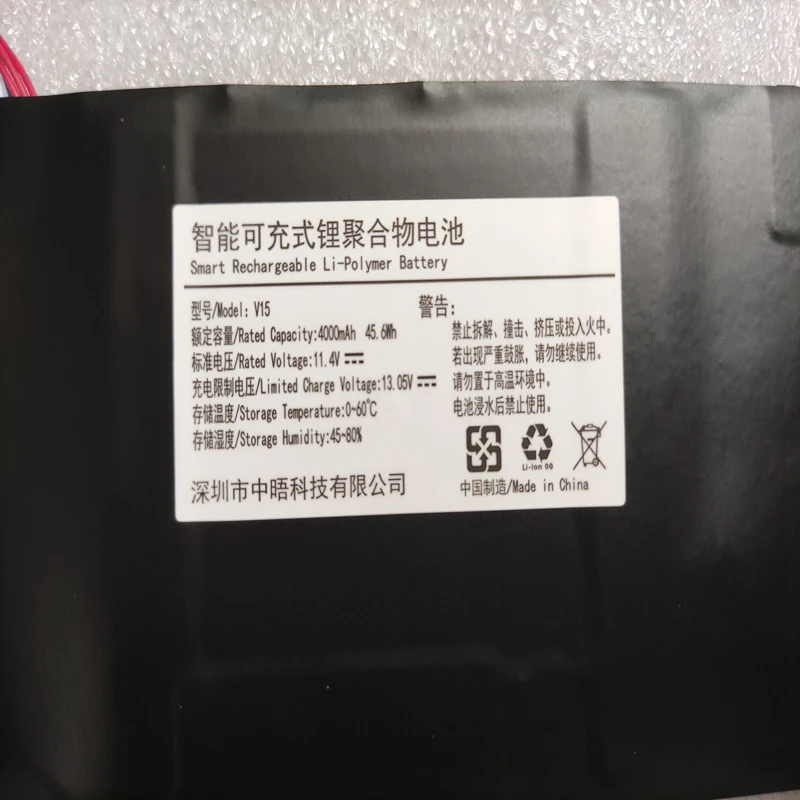 智能可充式锂聚合物电池
Smart Rechargeable Li-Polymer Battery
型号/Model: V15
额定容量/Rated Capacity:4000mAh 45.6Wh
标准电压/Rated Voltage:11.4V
充电限制电压/Limited Charge Voltage:13.05V
存储温度/Storage Temperature:0~60℃
存储湿度/Storage Humidity:45~80%
深圳市中晤科技有限公司
警告:
禁止拆解、撞击、挤压或投入火中。
若出现严重鼓胀，请勿继续使用。
请勿置于高温环境中。
电池浸水后禁止使用。
Li-ion 00
中国制造/Made in China